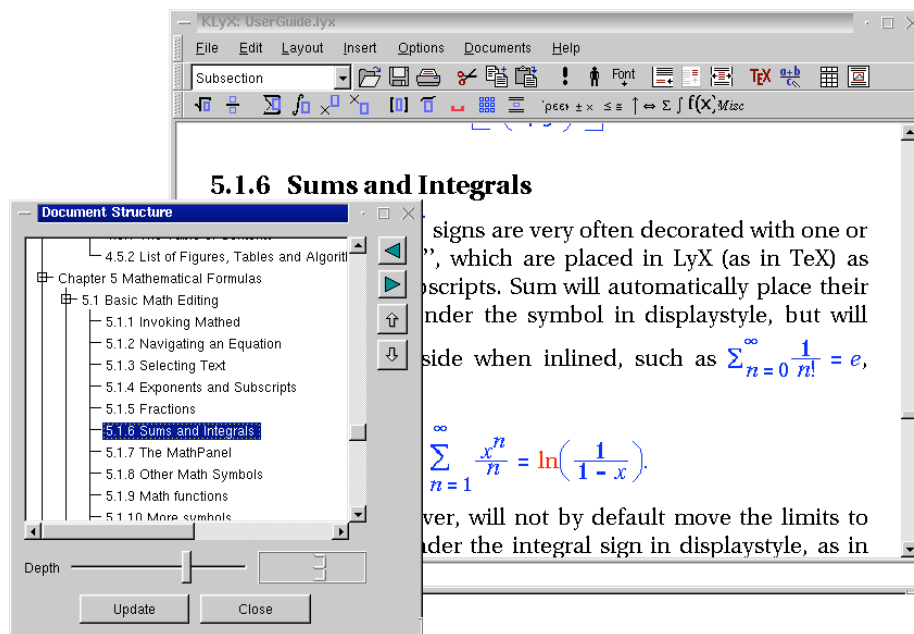 KLyX: UserGuide.lyx
File Edit Layout Insert Options Documents Help
Subsection
! Font TEX a+b
f(x) Misc
5.1.6 Sums and Integrals
signs are very often decorated with one or
”, which are placed in LyX (as in TeX) as
scripts. Sum will automatically place their
nder the symbol in displaystyle, but will
side when inlined, such as ∑_{n=0}^{∞} 1/n! = e,
∑_{n=1}^{∞} x^n/n = ln(1/(1 − x)).
ver, will not by default move the limits to
nder the integral sign in displaystyle, as in
Document Structure
4.5.2 List of Figures, Tables and Algorit
Chapter 5 Mathematical Formulas
5.1 Basic Math Editing
5.1.1 Invoking Mathed
5.1.2 Navigating an Equation
5.1.3 Selecting Text
5.1.4 Exponents and Subscripts
5.1.5 Fractions
5.1.6 Sums and Integrals
5.1.7 The MathPanel
5.1.8 Other Math Symbols
5.1.9 Math functions
5.1.10 More symbols
Depth 3
Update Close